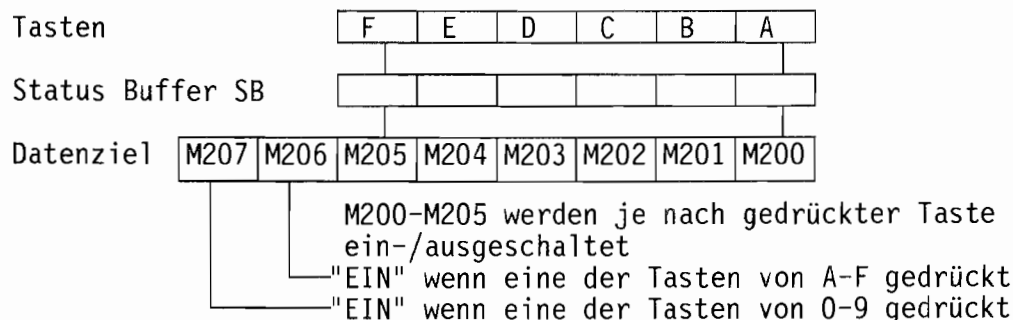 Tasten F E D C B A
Status Buffer SB
Datenziel M207 M206 M205 M204 M203 M202 M201 M200
M200-M205 werden je nach gedrückter Taste
ein-/ausgeschaltet
"EIN" wenn eine der Tasten von A-F gedrückt
"EIN" wenn eine der Tasten von 0-9 gedrückt